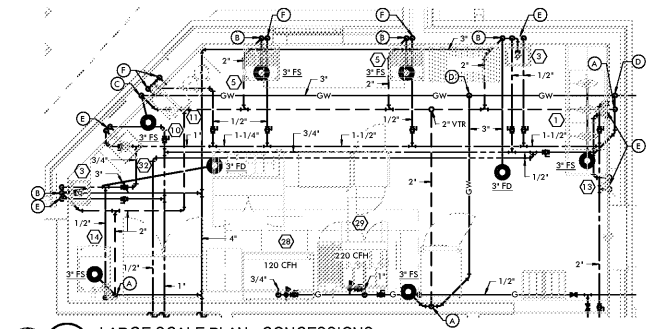 F
F
E
B
B
B
3"
3
5
5
2"
2"
2"
A
D
F
3" FS
3" FS
1/2"
C
3"
GW
GW
D
GW
GW
11
1/2"
1/2"
2" VTR
3"
1
E
10
3" FS
1"
1-1/4"
3/4"
1-1/2"
1-1/2"
E
3/4"
32
3" FS
3
3"
3" FD
3" FD
1/2"
13
B
E
2"
GW
1/2"
14
2"
4"
28
29
2"
120 CFH
220 CFH
3" FS
1/2"
1"
3/4"
1"
3" FS
1/2"
A
G
G
G
A
LARGE SCALE PLAN - CONCESSIONS